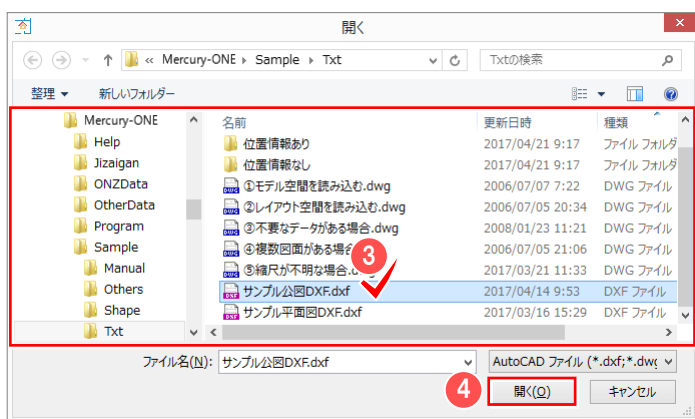 開く
« Mercury-ONE ▸ Sample ▸ Txt
Txtの検索
整理 ▼ 新しいフォルダー
Mercury-ONE
Help
Jizaigan
ONZData
OtherData
Program
Sample
Manual
Others
Shape
Txt
名前 更新日時 種類
位置情報あり 2017/04/21 9:17 ファイル フォルダ
位置情報なし 2017/04/21 9:17 ファイル フォルダ
①モデル空間を読み込む.dwg 2006/07/07 7:22 DWG ファイル
②レイアウト空間を読み込む.dwg 2006/07/05 20:34 DWG ファイル
③不要なデータがある場合.dwg 2008/01/23 11:21 DWG ファイル
④複数図面がある場合 2006/07/05 21:06 DWG ファイル
⑤縮尺が不明な場合.dwg 2017/03/21 11:33 DWG ファイル
サンプル公図DXF.dxf 2017/04/14 9:53 DXF ファイル
サンプル平面図DXF.dxf 2017/03/16 15:29 DXF ファイル
3
ファイル名(N): サンプル公図DXF.dxf AutoCAD ファイル (*.dxf;*.dwg
4 開く(O) キャンセル